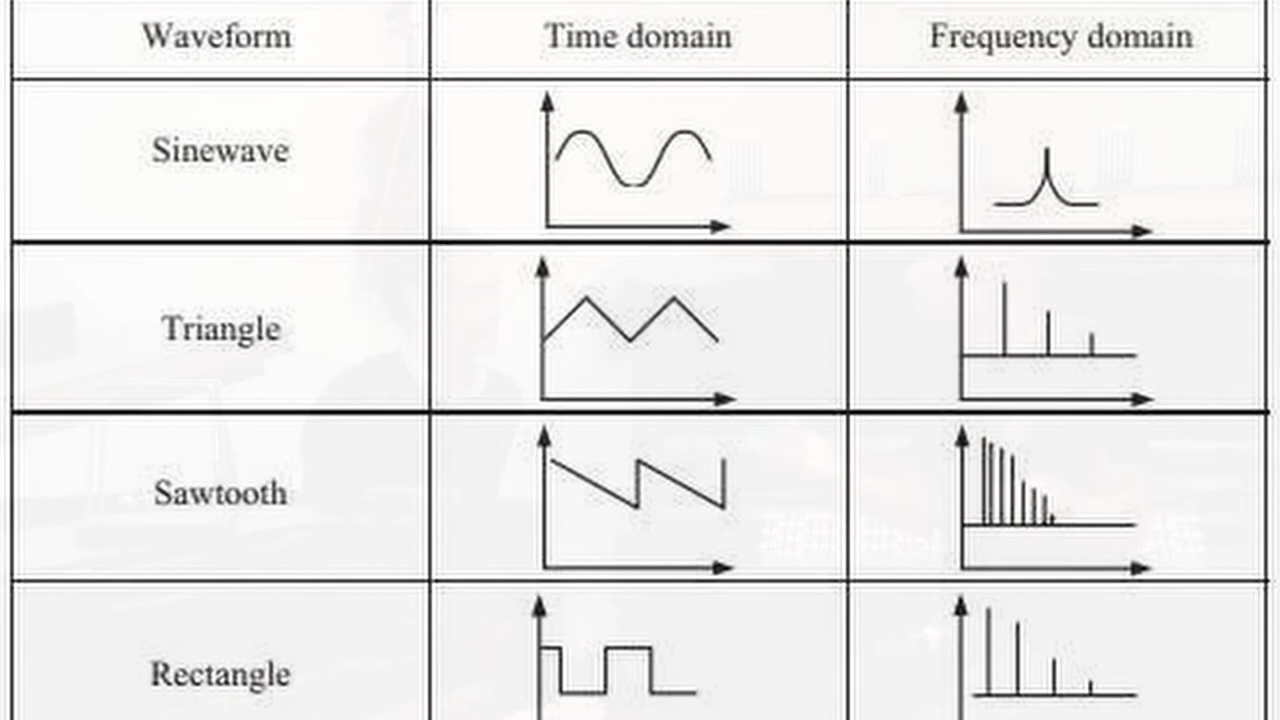 Waveform Time domain Frequency domain
Sinewave
Triangle
Sawtooth
Rectangle